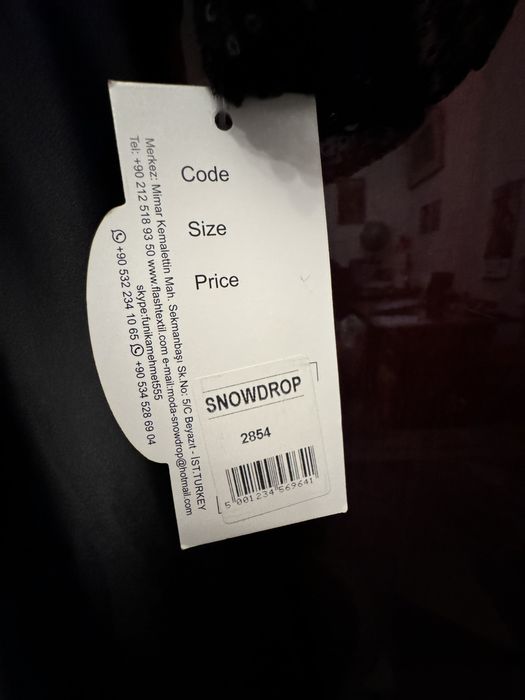 Code
Size
Price
SNOWDROP
2854
5 001234 569641
Merkez: Mimar Kemalettin Mah. Sekmanbaşı Sk.No: 5/C Beyazıt - İST.TURKEY
Tel: +90 212 518 93 50 www.flashtextil.com e-mail:moda-snowdrop@hotmail.com
skype:funikamehmet555
+90 532 234 10 65 +90 534 528 69 04